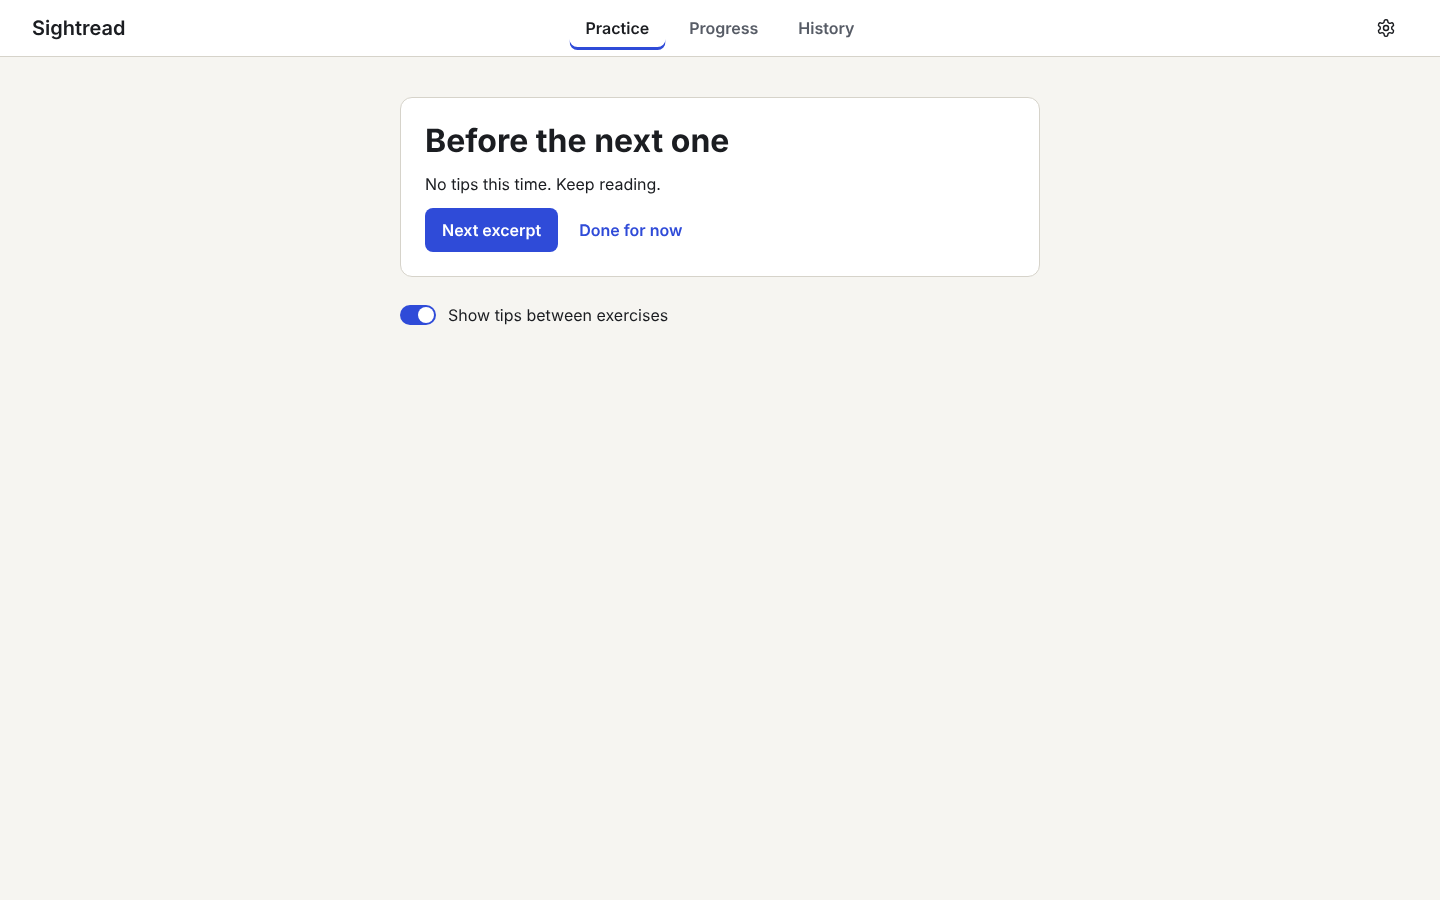 Sightread
Practice
Progress
History
Before the next one
No tips this time. Keep reading.
Next excerpt
Done for now
Show tips between exercises